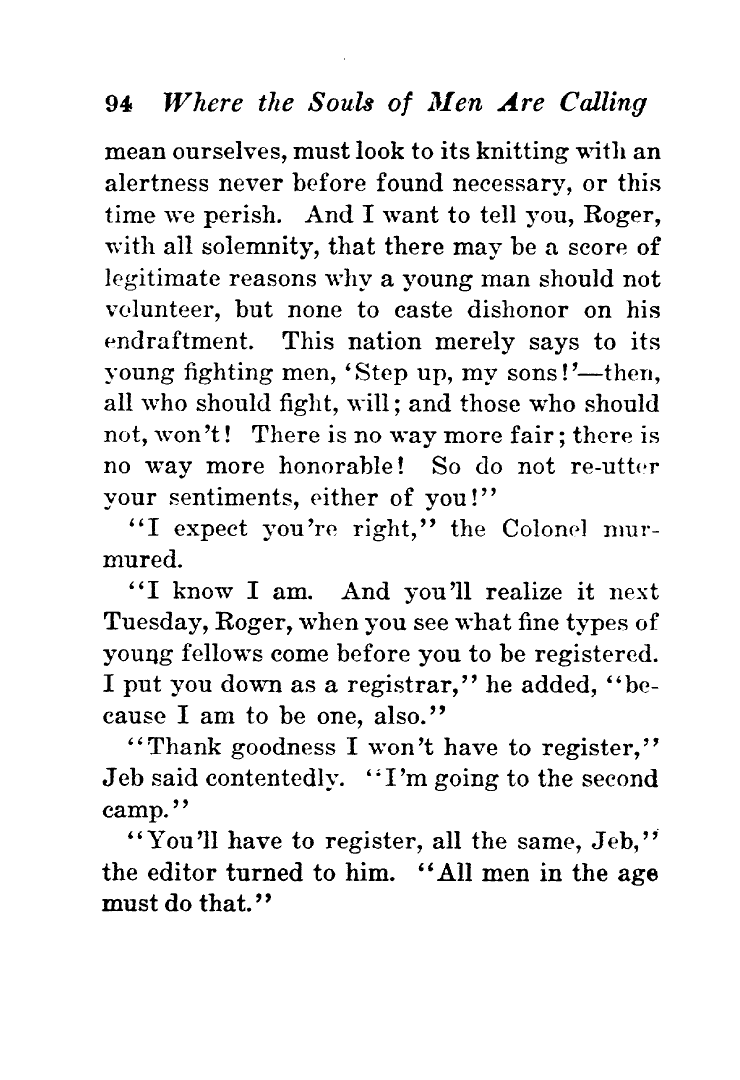 94 Where the Souls of Men Are Calling
mean ourselves, must look to its knitting with an
alertness never before found necessary, or this
time we perish. And I want to tell you, Roger,
with all solemnity, that there may be a score of
legitimate reasons why a young man should not
volunteer, but none to caste dishonor on his
endraftment. This nation merely says to its
young fighting men, ‘Step up, my sons!’—then,
all who should fight, will; and those who should
not, won’t! There is no way more fair; there is
no way more honorable! So do not re-utter
your sentiments, either of you!”
“I expect you’re right,” the Colonel mur-
mured.
“I know I am. And you’ll realize it next
Tuesday, Roger, when you see what fine types of
young fellows come before you to be registered.
I put you down as a registrar,” he added, “be-
cause I am to be one, also.”
“Thank goodness I won’t have to register,”
Jeb said contentedly. “I’m going to the second
camp.”
“You’ll have to register, all the same, Jeb,”
the editor turned to him. “All men in the age
must do that.”